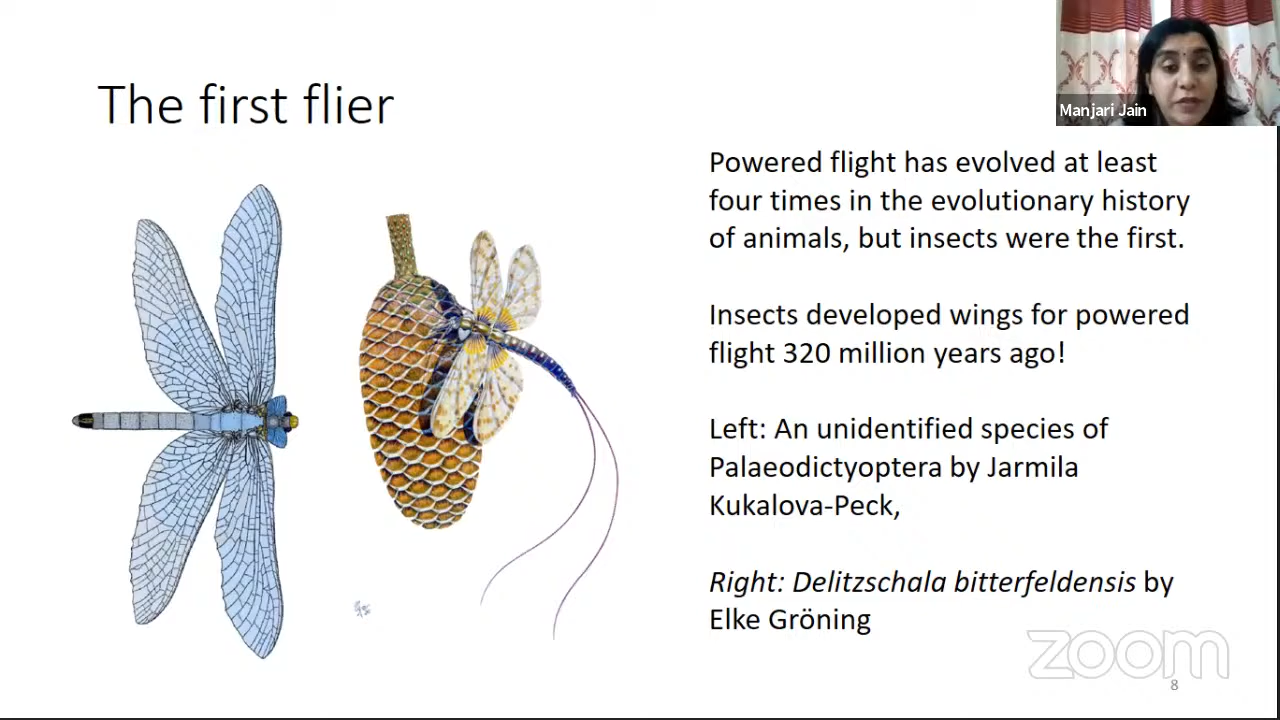 Manjari Jain
The first flier
Powered flight has evolved at least
four times in the evolutionary history
of animals, but insects were the first.
Insects developed wings for powered
flight 320 million years ago!
Left: An unidentified species of
Palaeodictyoptera by Jarmila
Kukalova-Peck,
Right: Delitzschala bitterfeldensis by
Elke Gröning
zoom
8